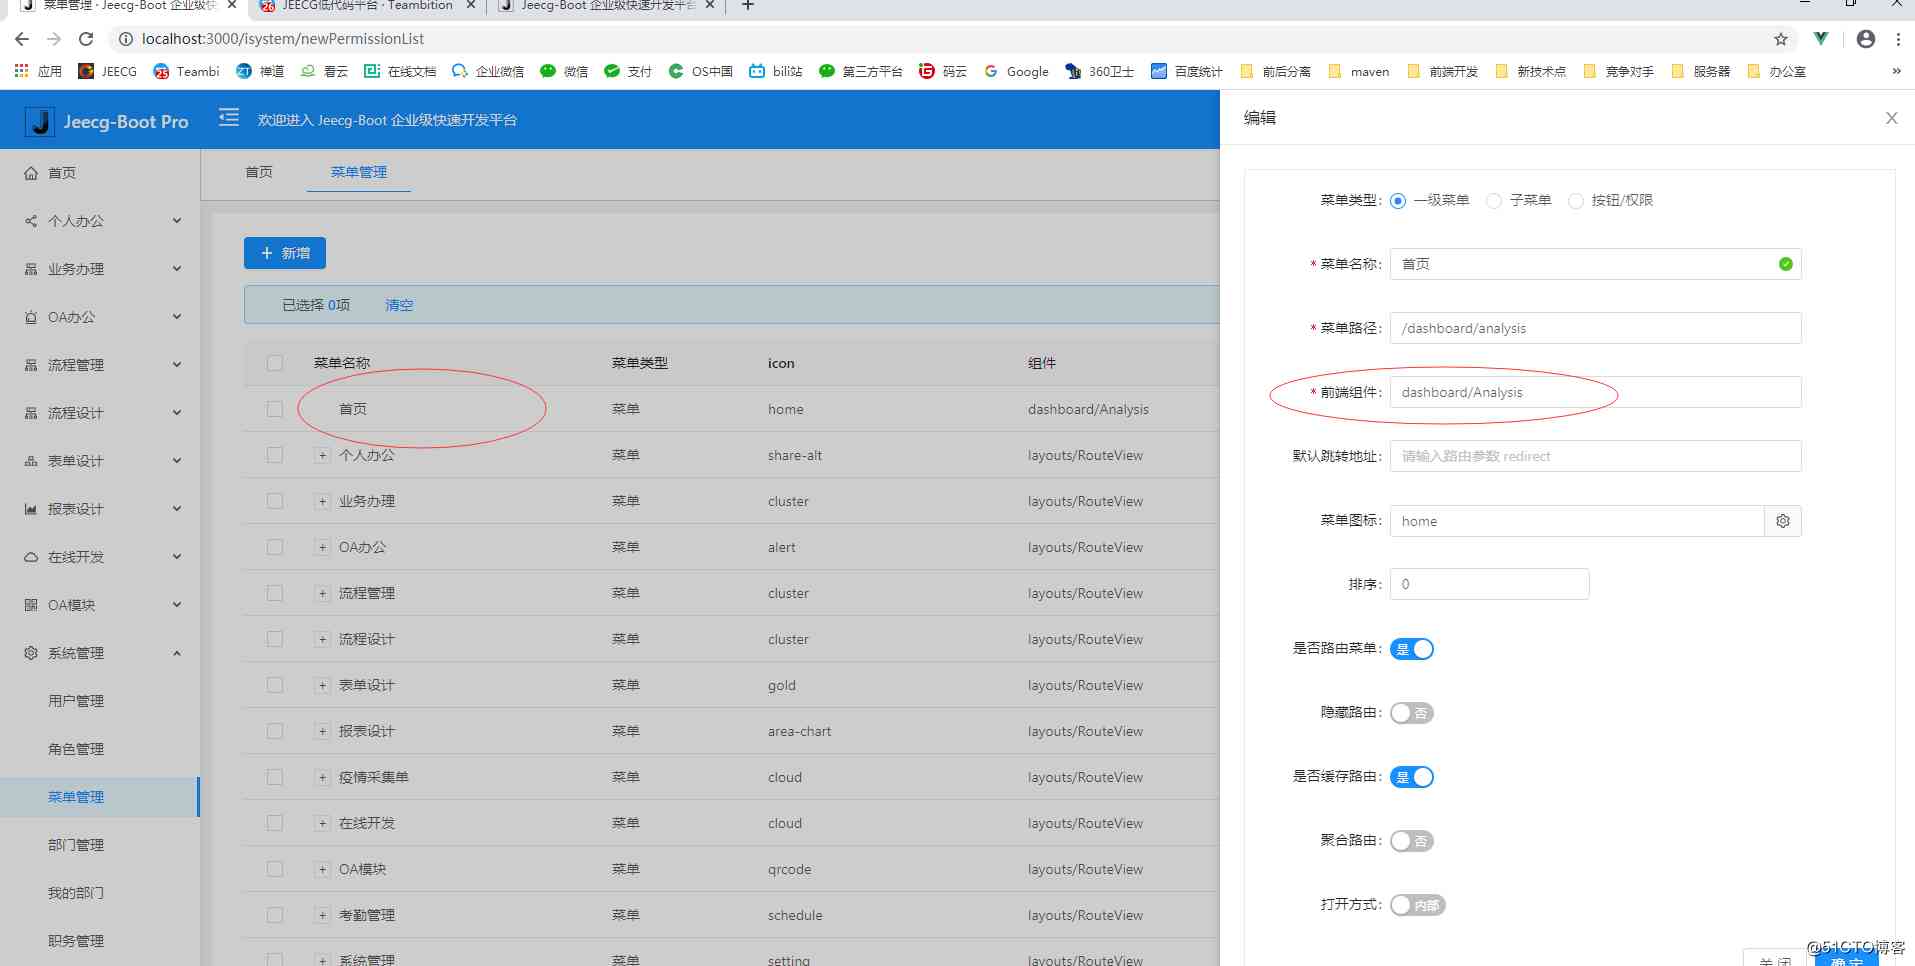 菜单管理 · Jeecg-Boot 企业级快
JEECG低代码平台 · Teambition
Jeecg-Boot 企业级快速开发平台
localhost:3000/isystem/newPermissionList
应用 JEECG Teambi 禅道 看云 在线文档 企业微信 微信 支付 OS中国 bili站 第三方平台 码云 Google 360卫士 百度统计 前后分离 maven 前端开发 新技术点 竞争对手 服务器 办公室 »
Jeecg-Boot Pro
欢迎进入 Jeecg-Boot 企业级快速开发平台
首页
个人办公
业务办理
OA办公
流程管理
流程设计
表单设计
报表设计
在线开发
OA模块
系统管理
用户管理
角色管理
菜单管理
部门管理
我的部门
职务管理
首页 菜单管理
+ 新增
已选择 0项 清空
菜单名称 菜单类型 icon 组件
首页 菜单 home dashboard/Analysis
+ 个人办公 菜单 share-alt layouts/RouteView
+ 业务办理 菜单 cluster layouts/RouteView
+ OA办公 菜单 alert layouts/RouteView
+ 流程管理 菜单 cluster layouts/RouteView
+ 流程设计 菜单 cluster layouts/RouteView
+ 表单设计 菜单 gold layouts/RouteView
+ 报表设计 菜单 area-chart layouts/RouteView
+ 疫情采集单 菜单 cloud layouts/RouteView
+ 在线开发 菜单 cloud layouts/RouteView
+ OA模块 菜单 qrcode layouts/RouteView
+ 考勤管理 菜单 schedule layouts/RouteView
+ 系统管理 菜单 setting layouts/RouteView
编辑
菜单类型: 一级菜单 子菜单 按钮/权限
* 菜单名称: 首页
* 菜单路径: /dashboard/analysis
* 前端组件: dashboard/Analysis
默认跳转地址: 请输入路由参数 redirect
菜单图标: home
排序: 0
是否路由菜单: 是
隐藏路由: 否
是否缓存路由: 是
聚合路由: 否
打开方式: 内部
关 闭 确 定
@51CTO博客